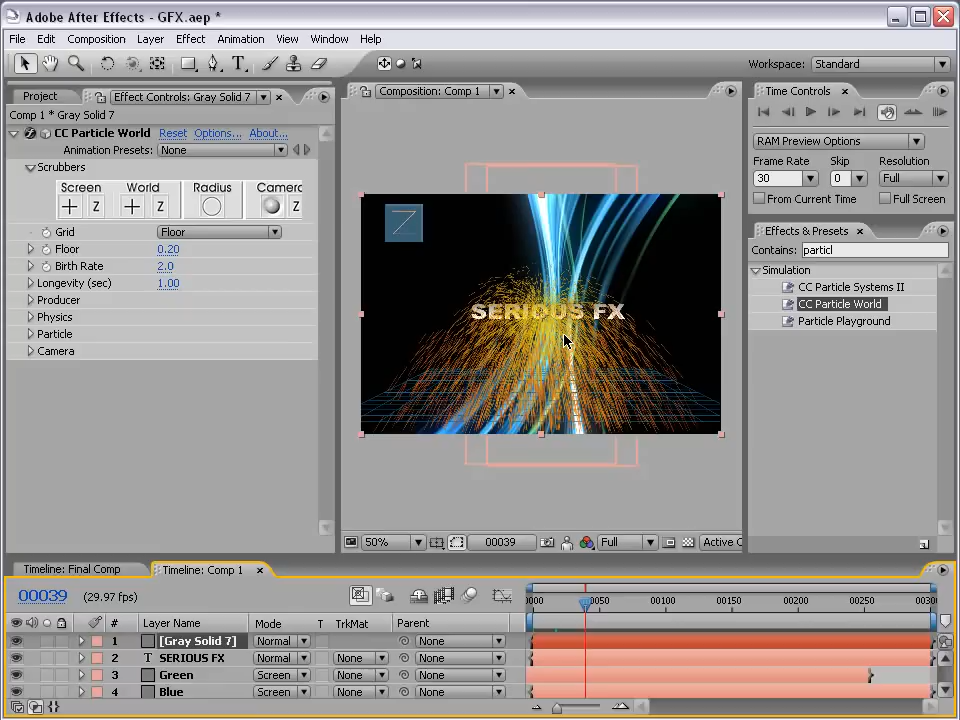 Adobe After Effects - GFX.aep *
File Edit Composition Layer Effect Animation View Window Help
Workspace: Standard
Project Effect Controls: Gray Solid 7
Comp 1 * Gray Solid 7
CC Particle World Reset Options... About...
Animation Presets: None
Scrubbers
Screen World Radius Camera
Z Z Z
Grid Floor
Floor 0.20
Birth Rate 2.0
Longevity (sec) 1.00
Producer
Physics
Particle
Camera
Composition: Comp 1
Z
SERIOUS FX
50% 00039 Full Active C
Time Controls
RAM Preview Options
Frame Rate Skip Resolution
30 0 Full
From Current Time Full Screen
Effects & Presets
Contains: particl
Simulation
CC Particle Systems II
CC Particle World
Particle Playground
Timeline: Final Comp Timeline: Comp 1
00039 (29.97 fps)
0000 00050 00100 00150 00200 00250 0030
# Layer Name Mode T TrkMat Parent
1 [Gray Solid 7] Normal None
2 T SERIOUS FX Normal None None
3 Green Screen None None
4 Blue Screen None None